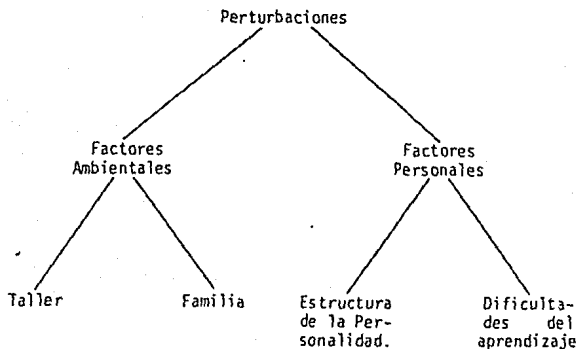 Perturbaciones
Factores
Ambientales
Factores
Personales
Taller
Familia
Estructura
de la Per-
sonalidad.
Dificulta-
des del
aprendizaje